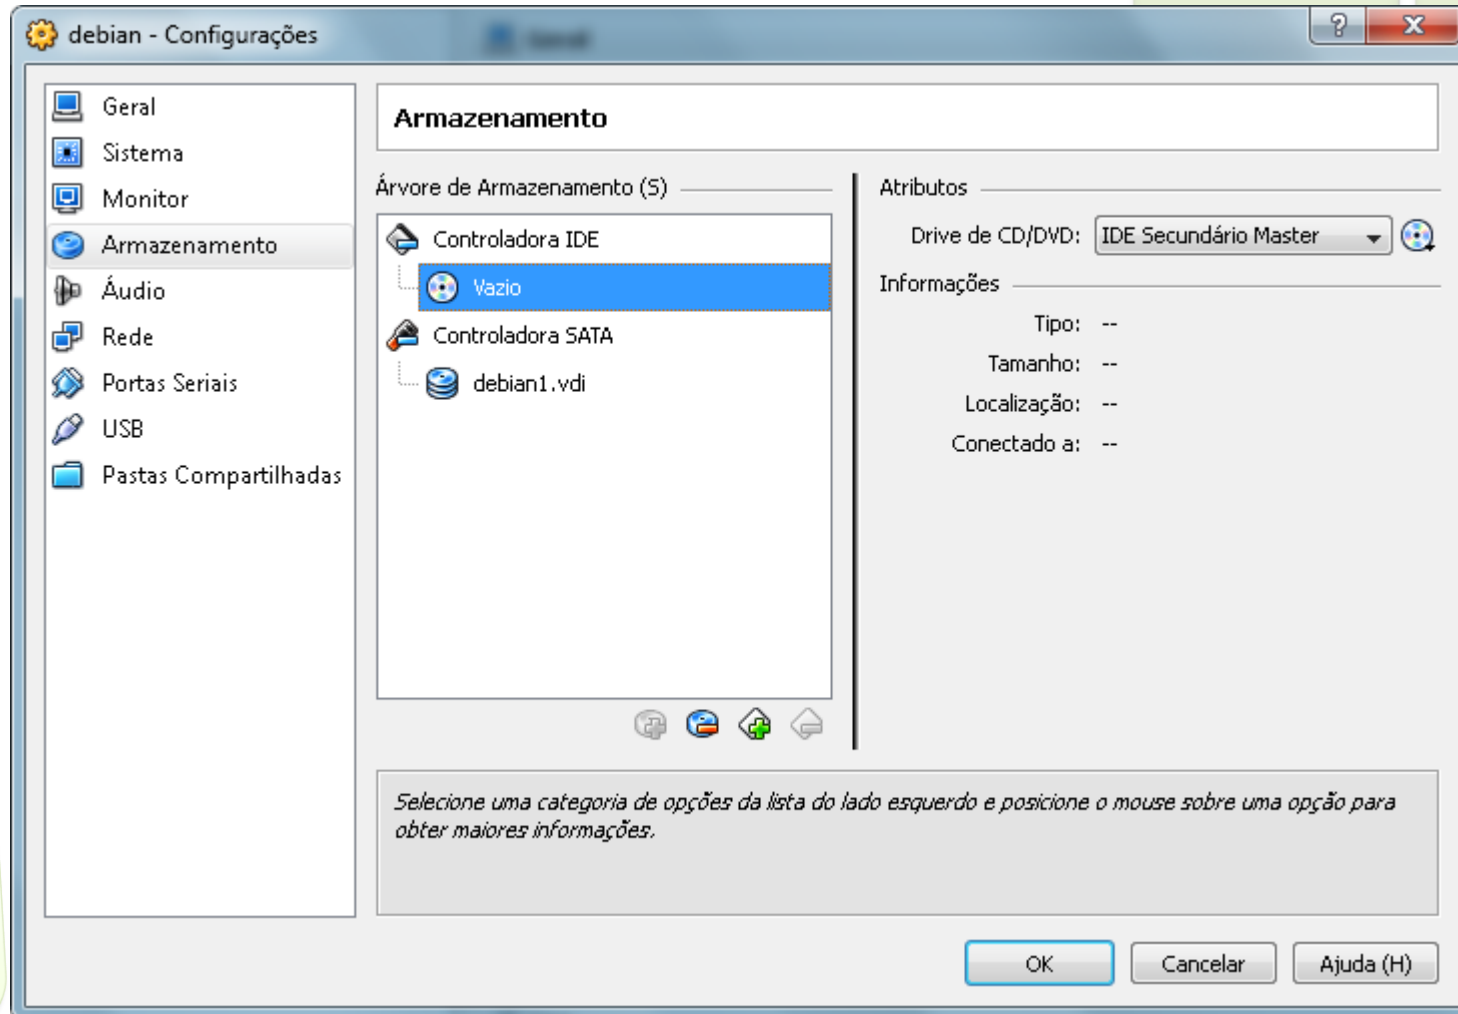 debian - Configurações
Geral
Sistema
Monitor
Armazenamento
Áudio
Rede
Portas Seriais
USB
Pastas Compartilhadas
Armazenamento
Árvore de Armazenamento (S)
Controladora IDE
Vazio
Controladora SATA
debian1.vdi
Atributos
Drive de CD/DVD: IDE Secundário Master
Informações
Tipo: --
Tamanho: --
Localização: --
Conectado a: --
Selecione uma categoria de opções da lista do lado esquerdo e posicione o mouse sobre uma opção para
obter maiores informações.
OK Cancelar Ajuda (H)